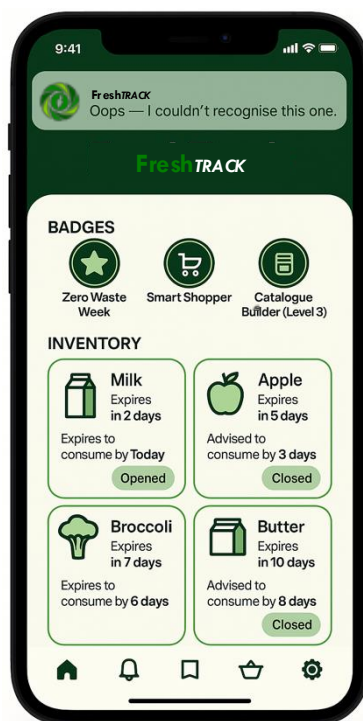 9:41
FreshTRACK
Oops — I couldn't recognise this one.
FreshTRACK
BADGES
Zero Waste
Week
Smart Shopper
Catalogue
Builder (Level 3)
INVENTORY
Milk
Expires
in 2 days
Expires to
consume by Today
Opened
Apple
Expires
in 5 days
Advised to
consume by 3 days
Closed
Broccoli
Expires
in 7 days
Expires to
consume by 6 days
Butter
Expires
in 10 days
Advised to
consume by 8 days
Closed